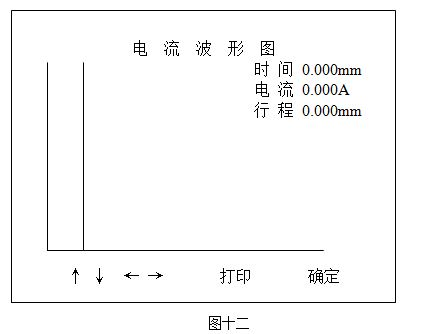 电流波形图
时间 0.000mm
电流 0.000A
行程 0.000mm
↑ ↓ ← → 打印 确定
图十二